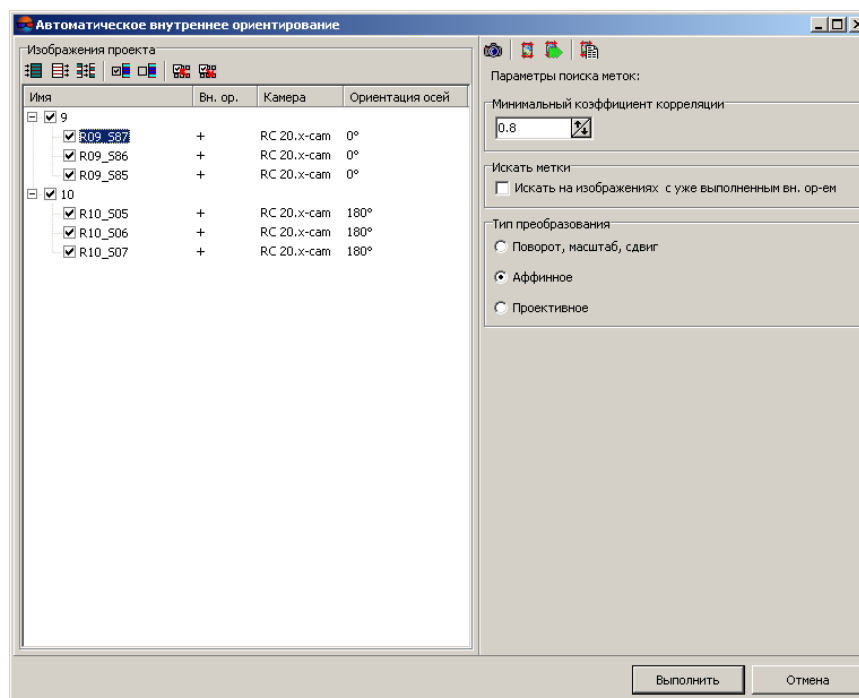 Автоматическое внутреннее ориентирование
Изображения проекта
Имя Вн. ор. Камера Ориентация осей
9
R09_S87 + RC 20.x-cam 0°
R09_S86 + RC 20.x-cam 0°
R09_S85 + RC 20.x-cam 0°
10
R10_S05 + RC 20.x-cam 180°
R10_S06 + RC 20.x-cam 180°
R10_S07 + RC 20.x-cam 180°
Параметры поиска меток:
Минимальный коэффициент корреляции
0.8
Искать метки
Искать на изображениях с уже выполненным вн. ор-ем
Тип преобразования
Поворот, масштаб, сдвиг
Аффинное
Проективное
Выполнить Отмена